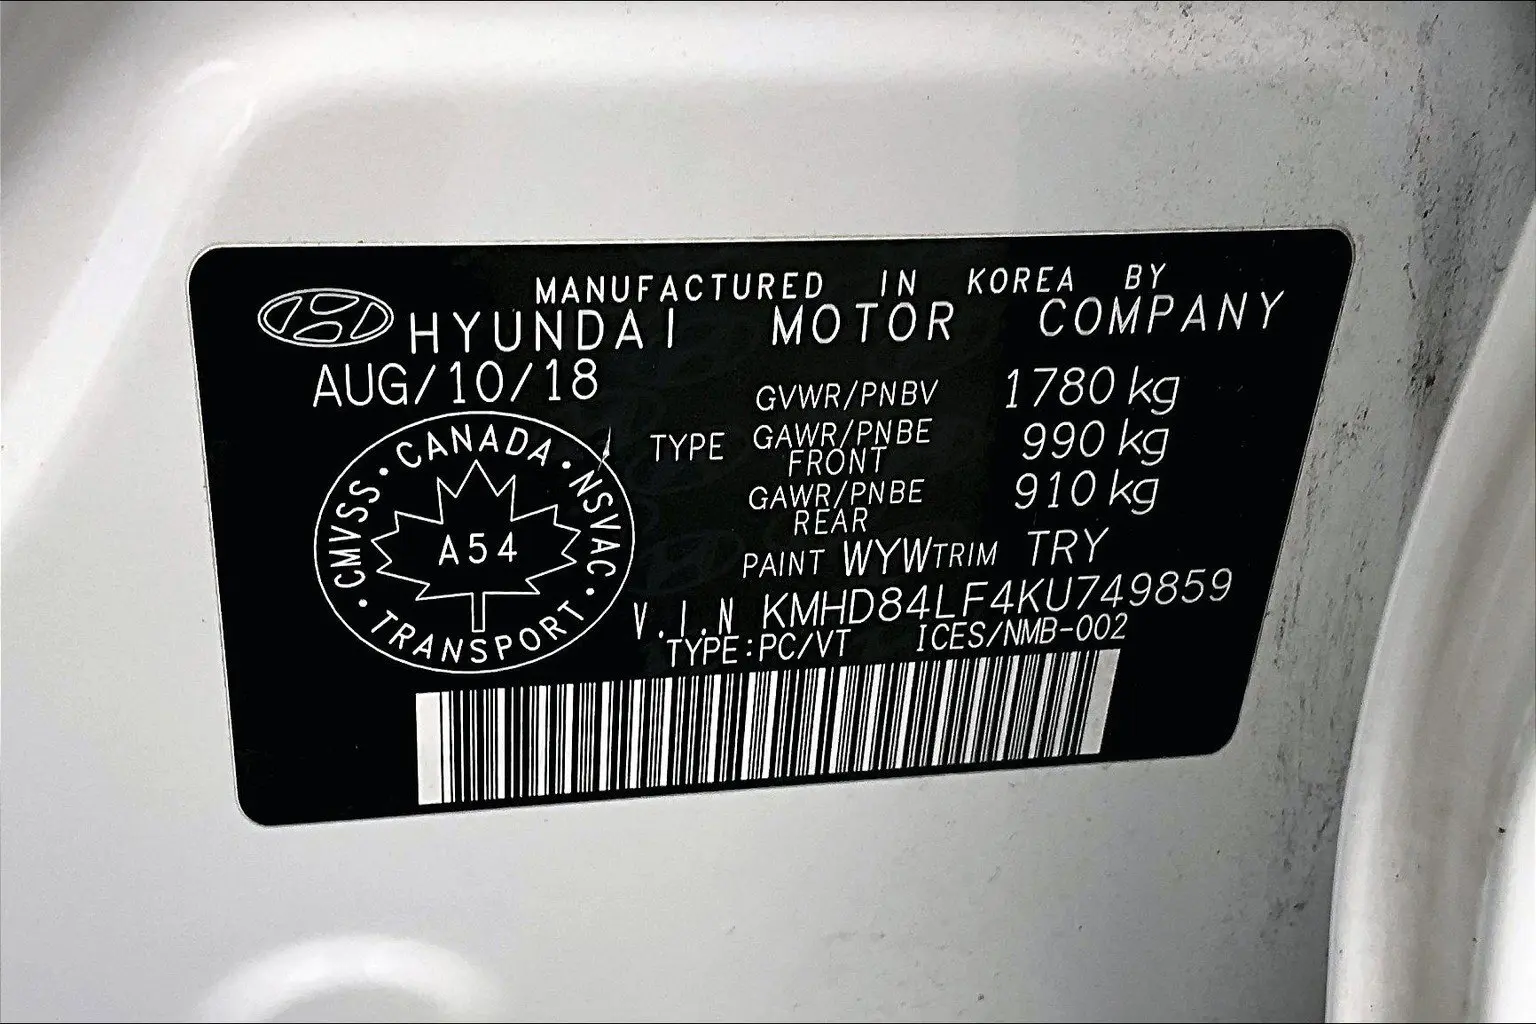 MANUFACTURED IN KOREA BY
HYUNDAI MOTOR COMPANY
AUG/10/18
GVWR/PNBV 1780 kg
TYPE GAWR/PNBE FRONT 990 kg
GAWR/PNBE REAR 910 kg
PAINT WYW TRIM TRY
V.I.N KMHD84LF4KU749859
TYPE:PC/VT ICES/NMB-002
CANADA · NSVAC · TRANSPORT · CMVSS ·
A54